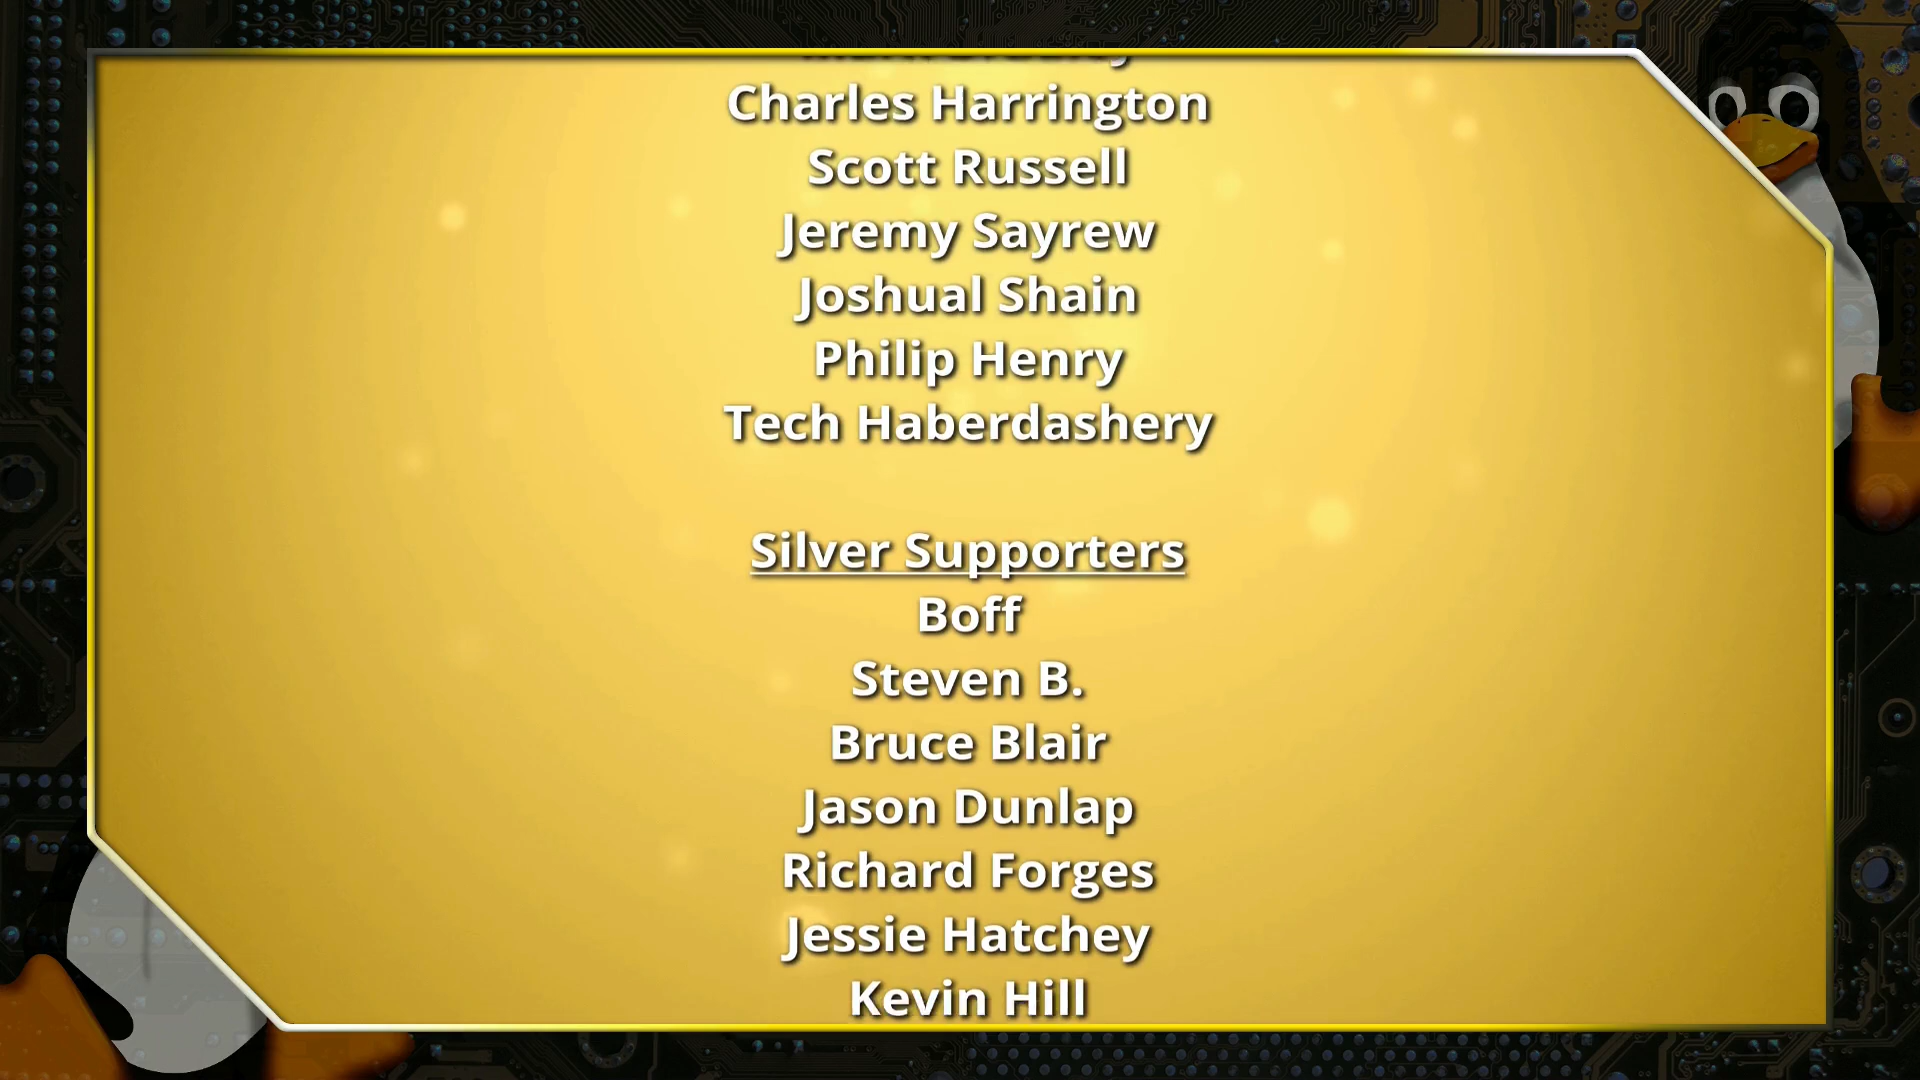 Charles Harrington
Scott Russell
Jeremy Sayrew
Joshual Shain
Philip Henry
Tech Haberdashery
Silver Supporters
Boff
Steven B.
Bruce Blair
Jason Dunlap
Richard Forges
Jessie Hatchey
Kevin Hill